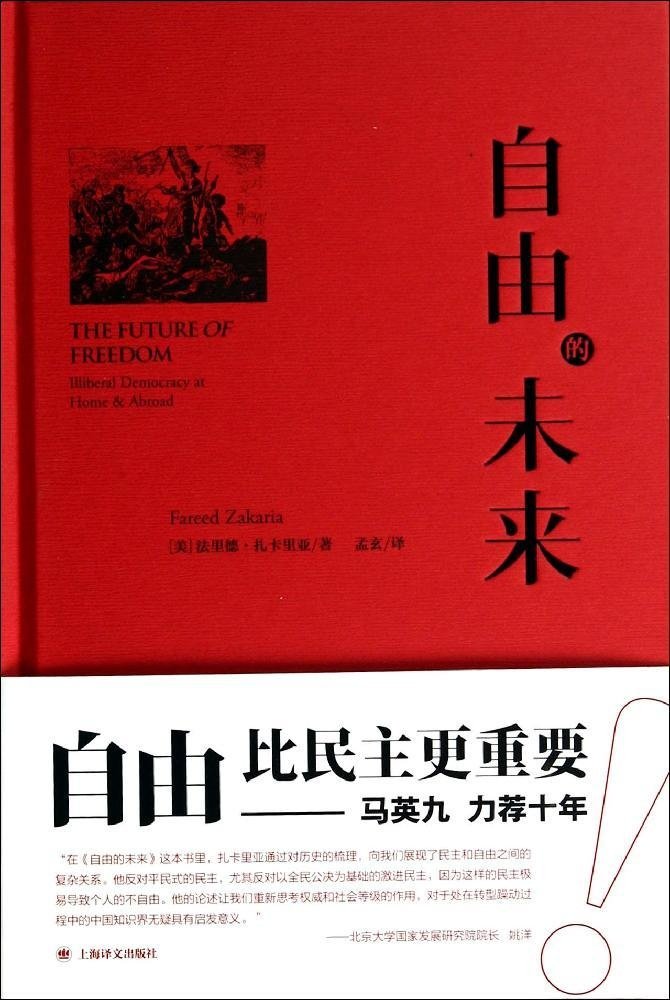 自由的未来
THE FUTURE OF
FREEDOM
Illiberal Democracy at
Home & Abroad
Fareed Zakaria
[美]法里德·扎卡里亚/著 孟玄/译
自由比民主更重要!
——马英九 力荐十年
“在《自由的未来》这本书里，扎卡里亚通过对历史的梳理，向我们展现了民主和自由之间的
复杂关系。他反对平民式的民主，尤其反对以全民公决为基础的激进民主，因为这样的民主极
易导致个人的不自由。他的论述让我们重新思考权威和社会等级的作用，对于处在转型躁动过
程中的中国知识界无疑具有启发意义。”
——北京大学国家发展研究院院长 姚洋
上海译文出版社